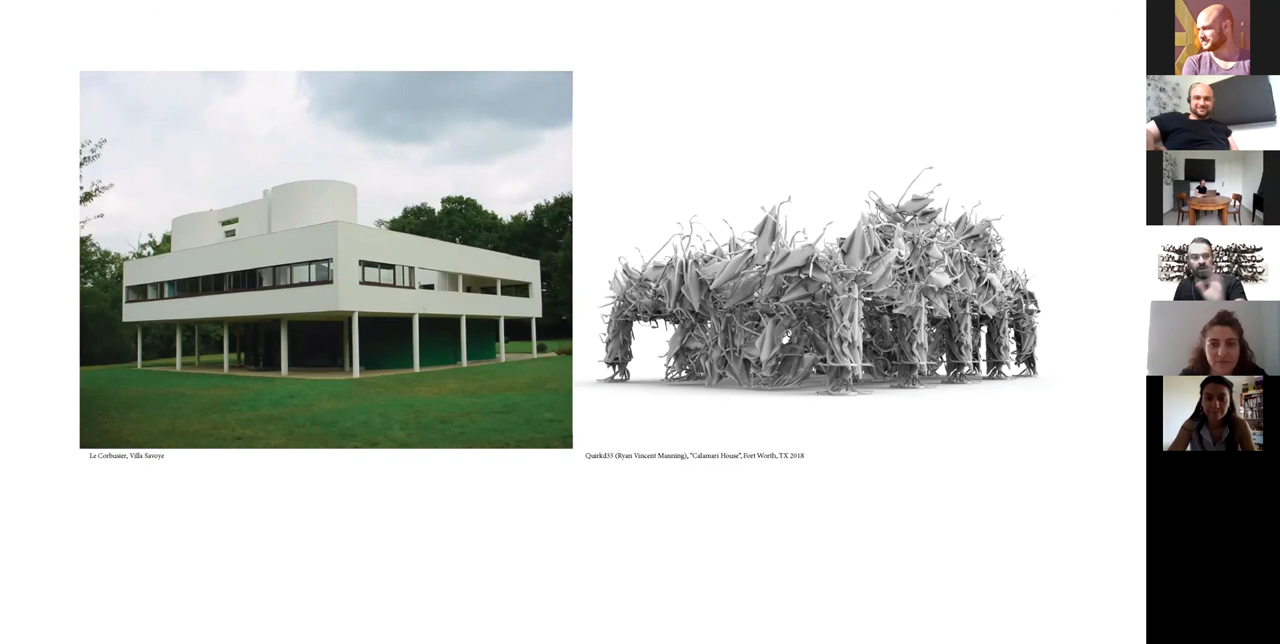 Le Corbusier, Villa Savoye
Quirkd33 (Ryan Vincent Manning), "Calamari House", Fort Worth, TX 2018